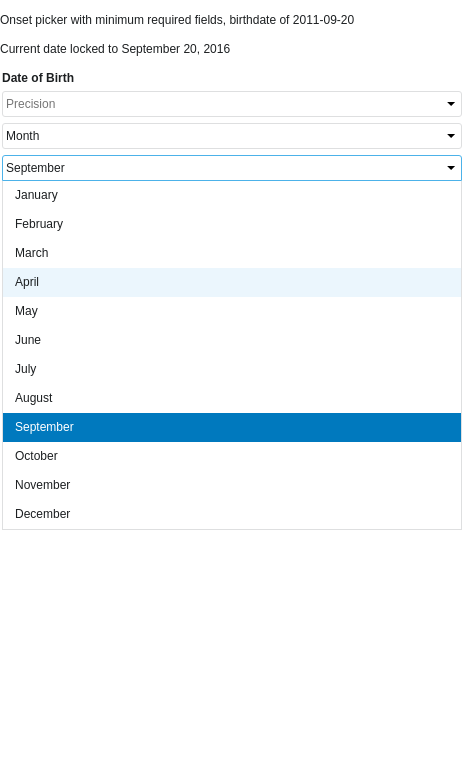 Onset picker with minimum required fields, birthdate of 2011-09-20
Current date locked to September 20, 2016
Date of Birth
Precision
Month
September
January
February
March
April
May
June
July
August
September
October
November
December